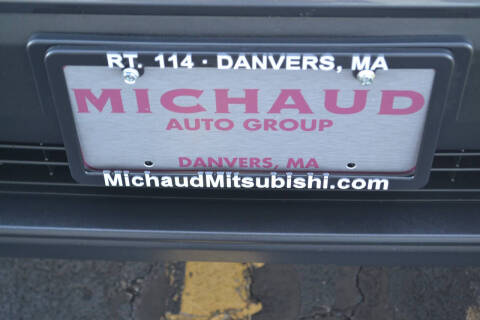 RT. 114 · DANVERS, MA
MICHAUD
AUTO GROUP
DANVERS, MA
MichaudMitsubishi.com